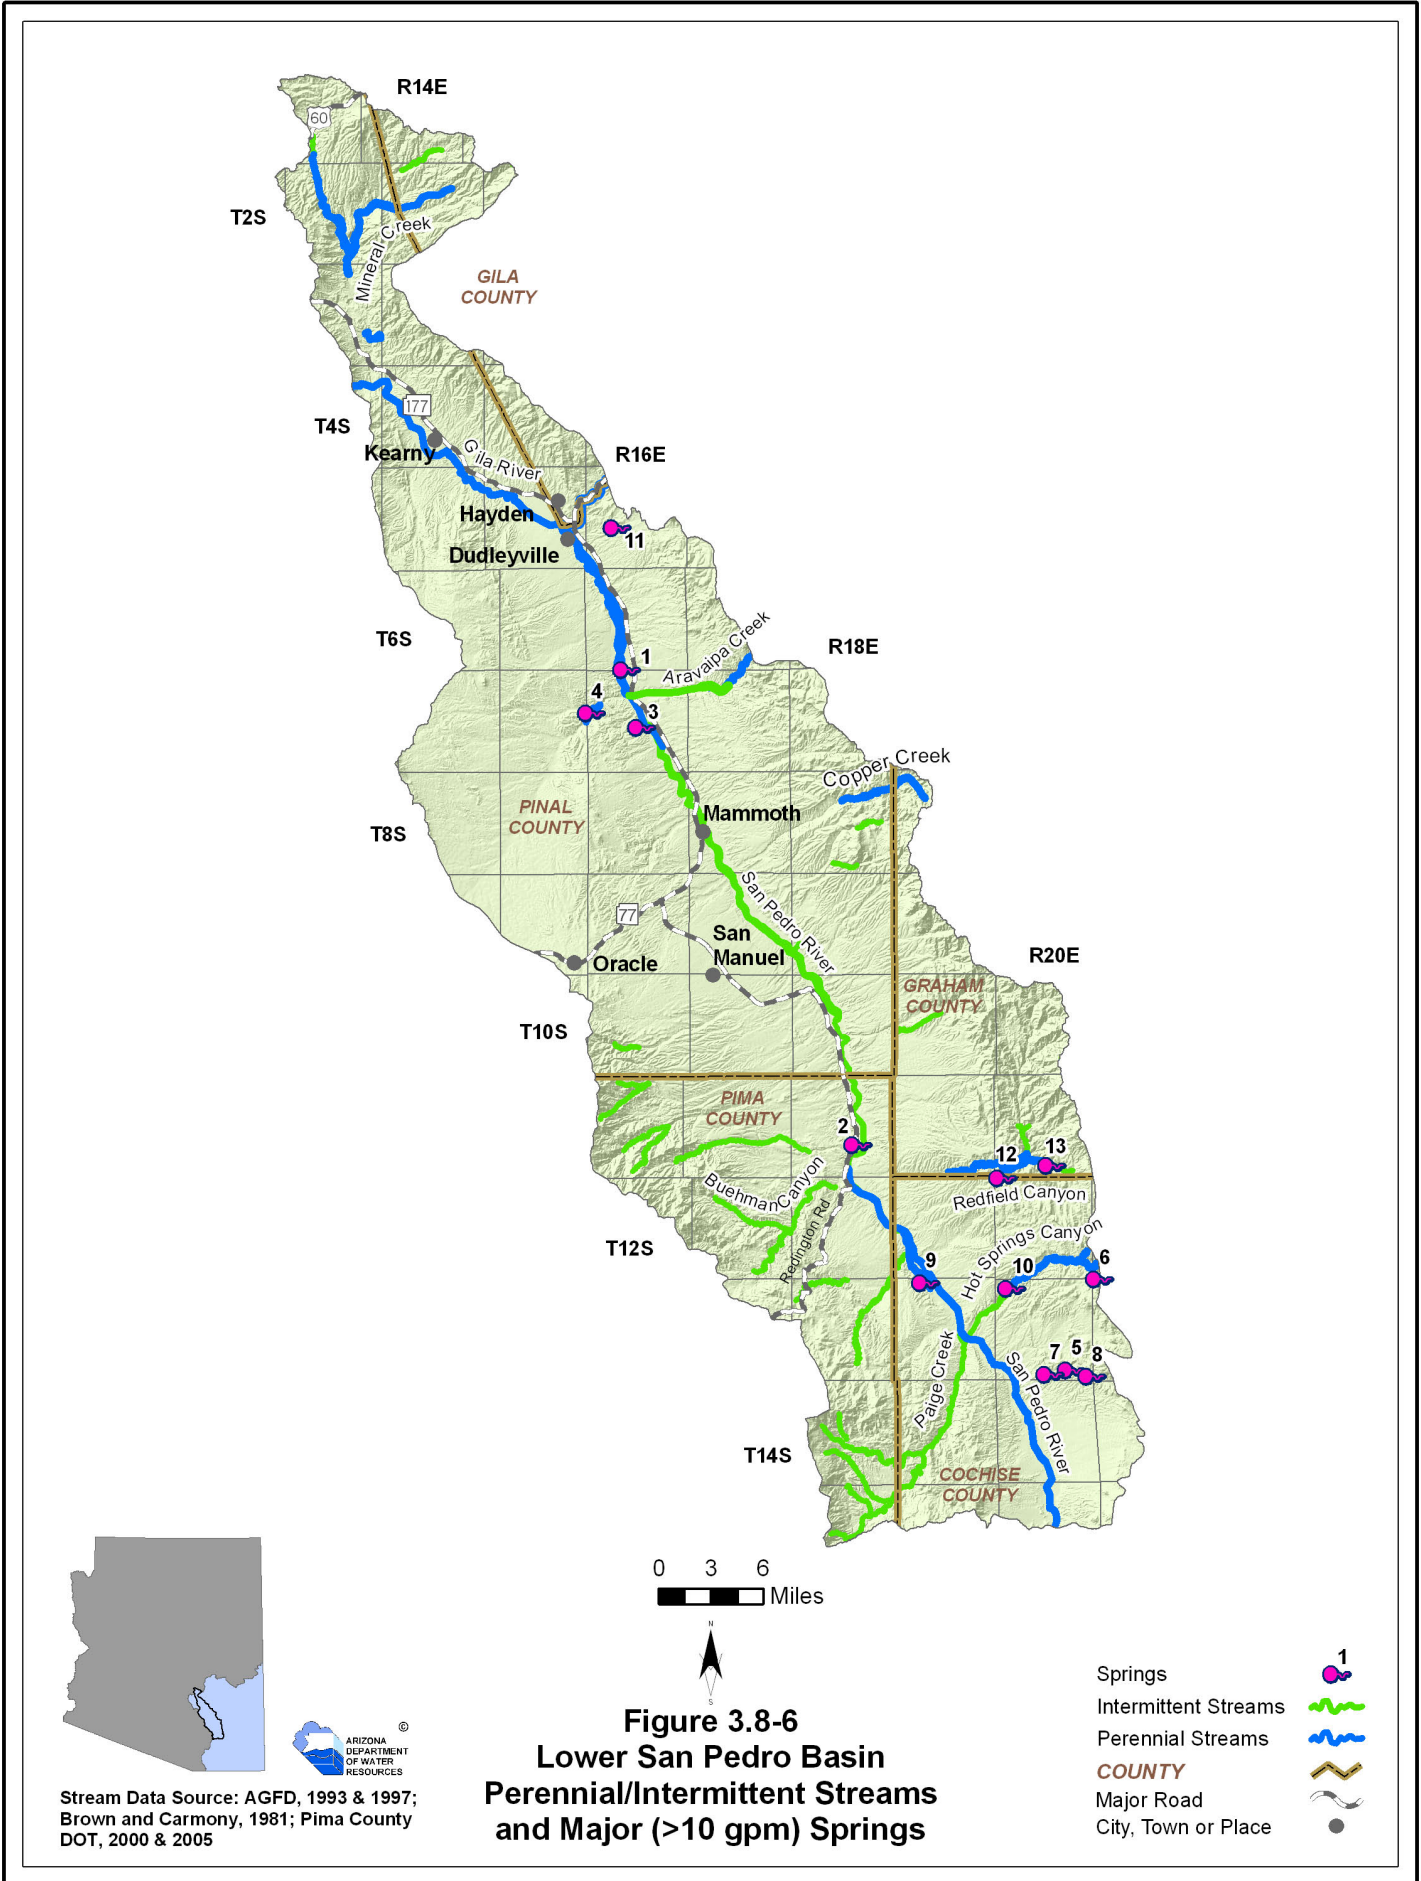 R14E
60
T2S
Mineral Creek
GILA
COUNTY
177
T4S
Kearny
Gila River
R16E
Hayden
11
Dudleyville
T6S
1
Aravaipa Creek
R18E
4
3
Copper Creek
PINAL
COUNTY
Mammoth
T8S
San Pedro River
77
San
Manuel
Oracle
R20E
GRAHAM
COUNTY
T10S
PIMA
COUNTY
2
12
13
Buehman Canyon
Redfield Canyon
Redington Rd
T12S
Hot Springs Canyon
9
10
6
Paige Creek
San Pedro River
7
5
8
T14S
COCHISE
COUNTY
0 3 6
Miles
N
S
Springs
1
Intermittent Streams
Perennial Streams
COUNTY
Major Road
City, Town or Place
©
ARIZONA
DEPARTMENT
OF WATER
RESOURCES
Figure 3.8-6
Lower San Pedro Basin
Perennial/Intermittent Streams
and Major (>10 gpm) Springs
Stream Data Source: AGFD, 1993 & 1997;
Brown and Carmony, 1981; Pima County
DOT, 2000 & 2005